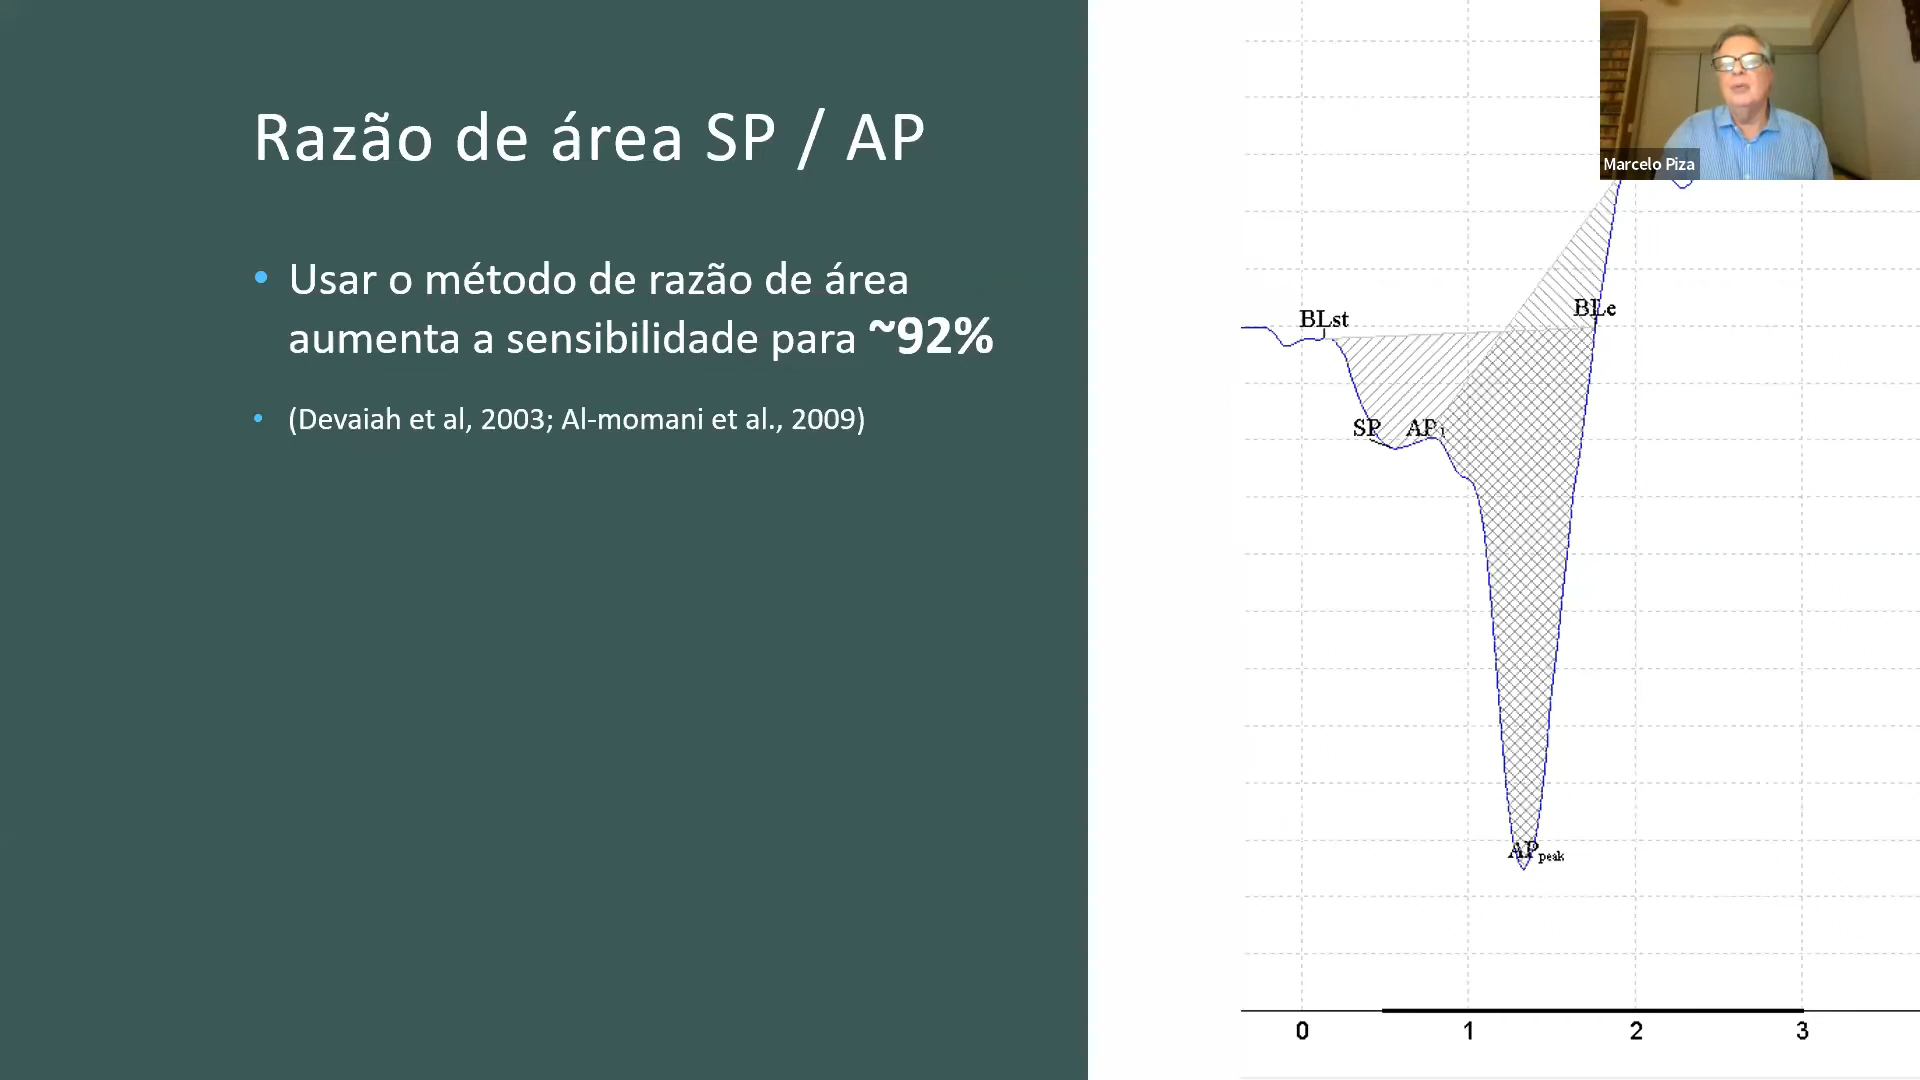 Razão de área SP / AP
• Usar o método de razão de área
aumenta a sensibilidade para ~92%
• (Devaiah et al, 2003; Al-momani et al., 2009)
Marcelo Piza
BLst
BLe
SP
AP1
APpeak
0
1
2
3